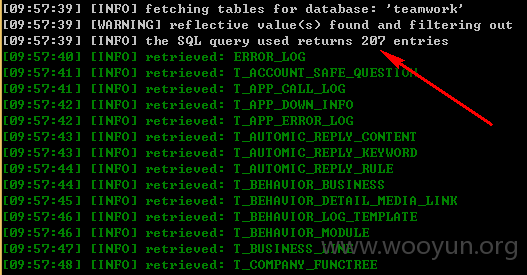 [09:57:39] [INFO] fetching tables for database: 'teamwork'
[09:57:39] [WARNING] reflective value(s) found and filtering out
[09:57:39] [INFO] the SQL query used returns 207 entries
[09:57:40] [INFO] retrieved: ERROR_LOG
[09:57:41] [INFO] retrieved: T_ACCOUNT_SAFE_QUESTION
[09:57:41] [INFO] retrieved: T_APP_CALL_LOG
[09:57:42] [INFO] retrieved: T_APP_DOWN_INFO
[09:57:42] [INFO] retrieved: T_APP_ERROR_LOG
[09:57:43] [INFO] retrieved: T_AUTOMIC_REPLY_CONTENT
[09:57:43] [INFO] retrieved: T_AUTOMIC_REPLY_KEYWORD
[09:57:44] [INFO] retrieved: T_AUTOMIC_REPLY_RULE
[09:57:44] [INFO] retrieved: T_BEHAVIOR_BUSINESS
[09:57:45] [INFO] retrieved: T_BEHAVIOR_DETAIL_MEDIA_LINK
[09:57:46] [INFO] retrieved: T_BEHAVIOR_LOG_TEMPLATE
[09:57:46] [INFO] retrieved: T_BEHAVIOR_MODULE
[09:57:47] [INFO] retrieved: T_BUSINESS_LINE
[09:57:48] [INFO] retrieved: T_COMPANY_FUNCTREE
www.wooyun.org